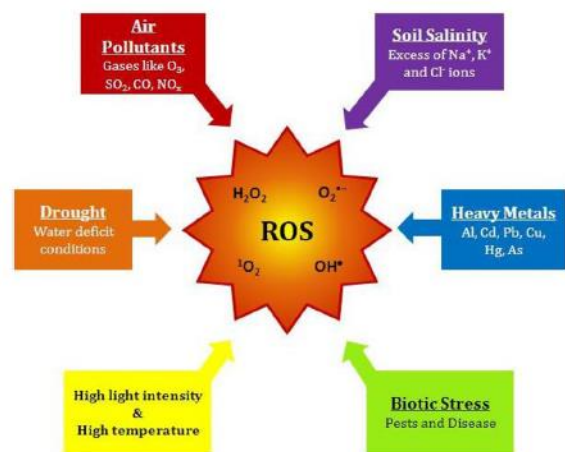 Air
Pollutants
Gases like O₃,
SO₂, CO, NOₓ
Soil Salinity
Excess of Na⁺, K⁺
and Cl⁻ ions
Drought
Water deficit
conditions
H₂O₂
O₂•⁻
ROS
¹O₂
OH•
Heavy Metals
Al, Cd, Pb, Cu,
Hg, As
High light intensity
&
High temperature
Biotic Stress
Pests and Disease